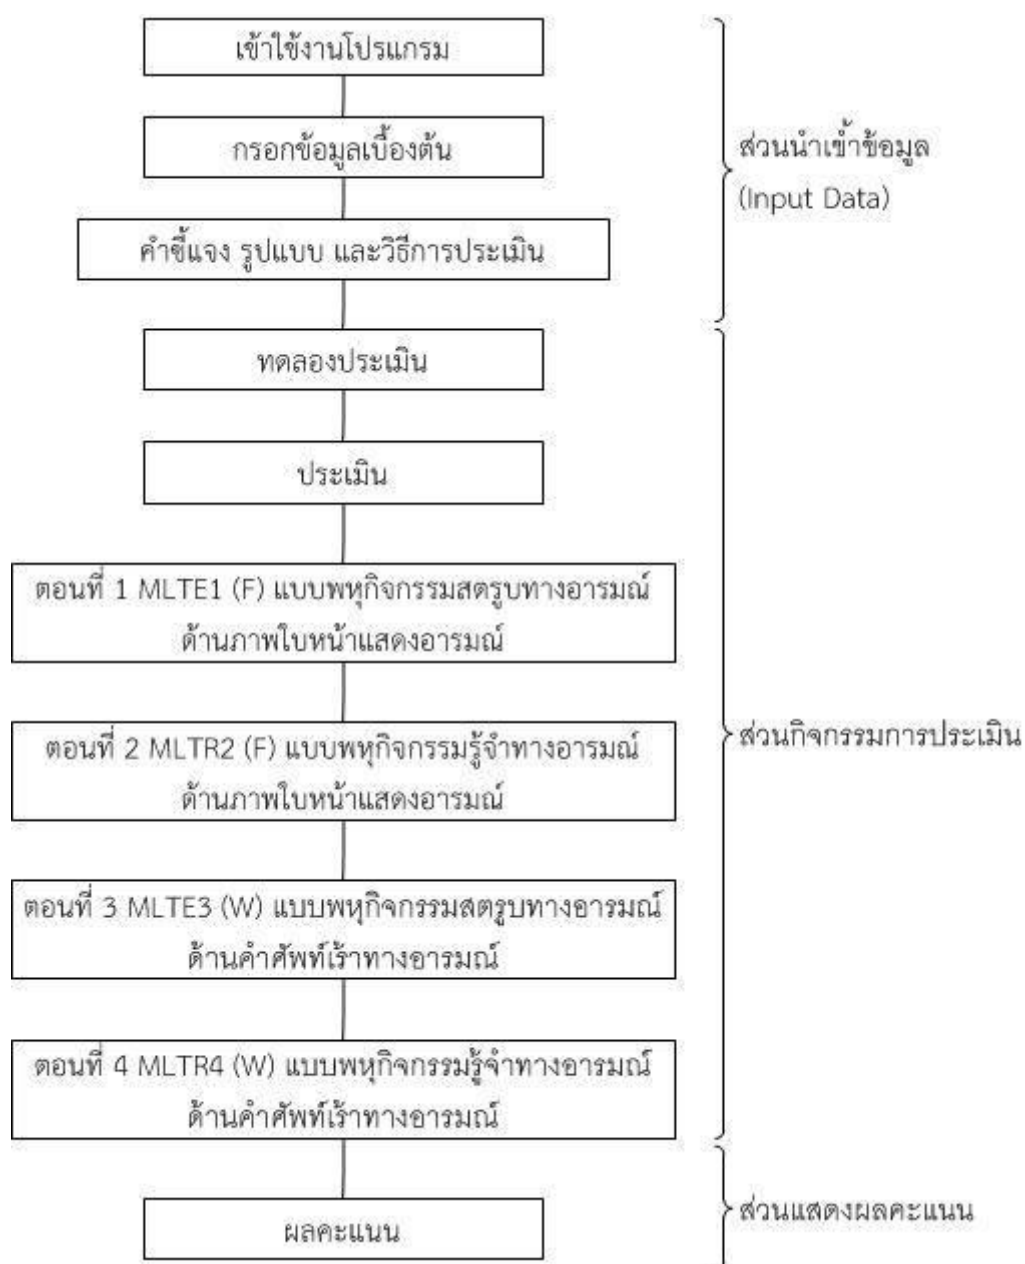 เข้าใช้งานโปรแกรม
กรอกข้อมูลเบื้องต้น
คำชี้แจง รูปแบบ และวิธีการประเมิน
ส่วนนำเข้าข้อมูล
(Input Data)
ทดลองประเมิน
ประเมิน
ตอนที่ 1 MLTE1 (F) แบบพหุกิจกรรมสตรูบทางอารมณ์
ด้านภาพใบหน้าแสดงอารมณ์
ตอนที่ 2 MLTR2 (F) แบบพหุกิจกรรมรู้จำทางอารมณ์
ด้านภาพใบหน้าแสดงอารมณ์
ตอนที่ 3 MLTE3 (W) แบบพหุกิจกรรมสตรูบทางอารมณ์
ด้านคำศัพท์เร้าทางอารมณ์
ตอนที่ 4 MLTR4 (W) แบบพหุกิจกรรมรู้จำทางอารมณ์
ด้านคำศัพท์เร้าทางอารมณ์
ส่วนกิจกรรมการประเมิน
ผลคะแนน
ส่วนแสดงผลคะแนน